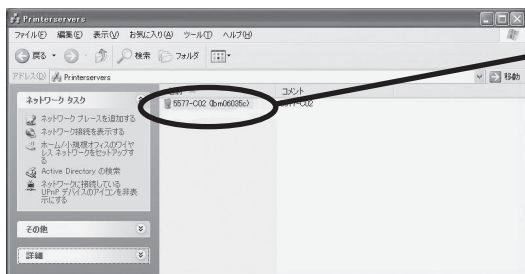 Printerservers
ファイル(F) 編集(E) 表示(V) お気に入り(A) ツール(T) ヘルプ(H)
戻る 検索 フォルダ
アドレス(D) Printerservers 移動
コメント
ネットワーク タスク
5577-C02 (Ibm06035c)
ネットワーク プレースを追加する
ネットワーク接続を表示する
ホーム/小規模オフィスのワイヤ
レス ネットワークをセットアップす
る
Active Directory の検索
ネットワークに接続している
UPnP デバイスのアイコンを非表
示にする
その他
詳細